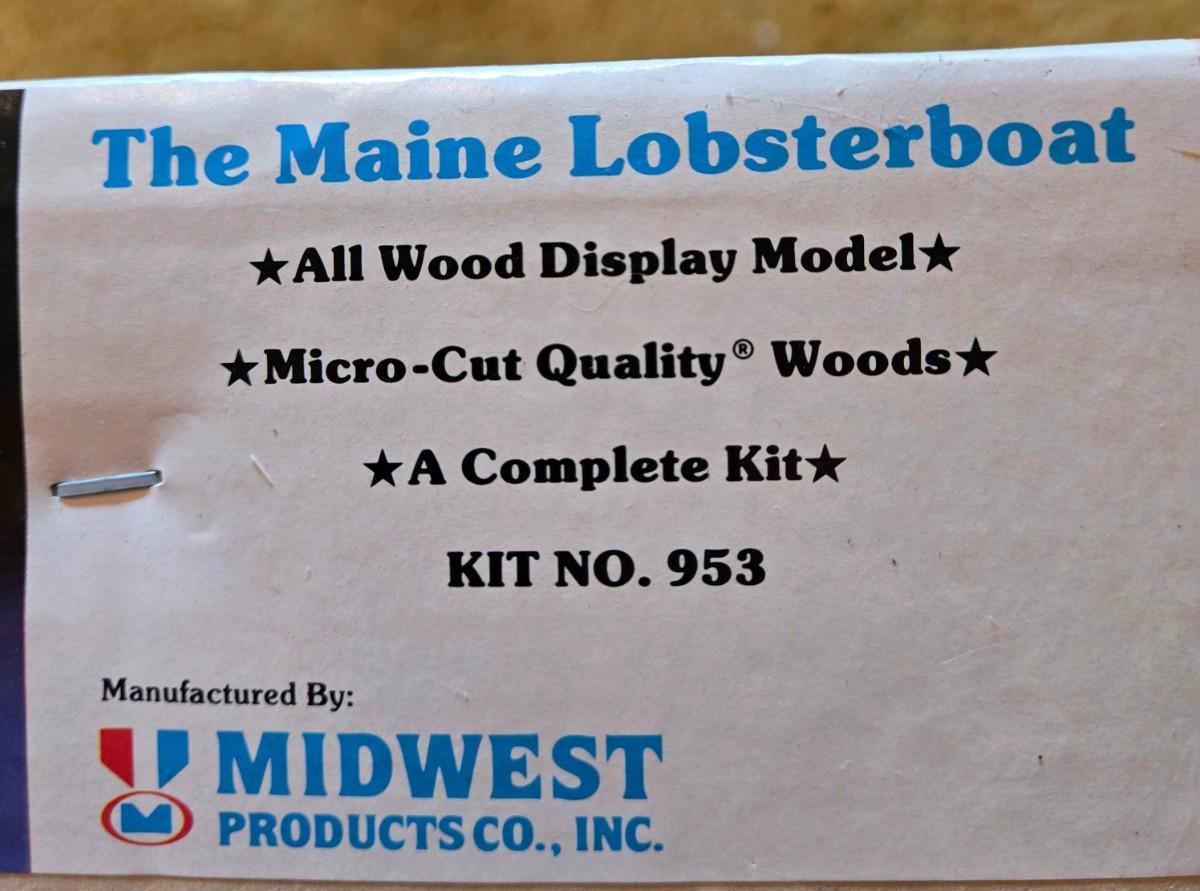 The Maine Lobsterboat
★All Wood Display Model★
★Micro-Cut Quality® Woods★
★A Complete Kit★
KIT NO. 953
Manufactured By:
MIDWEST
PRODUCTS CO., INC.